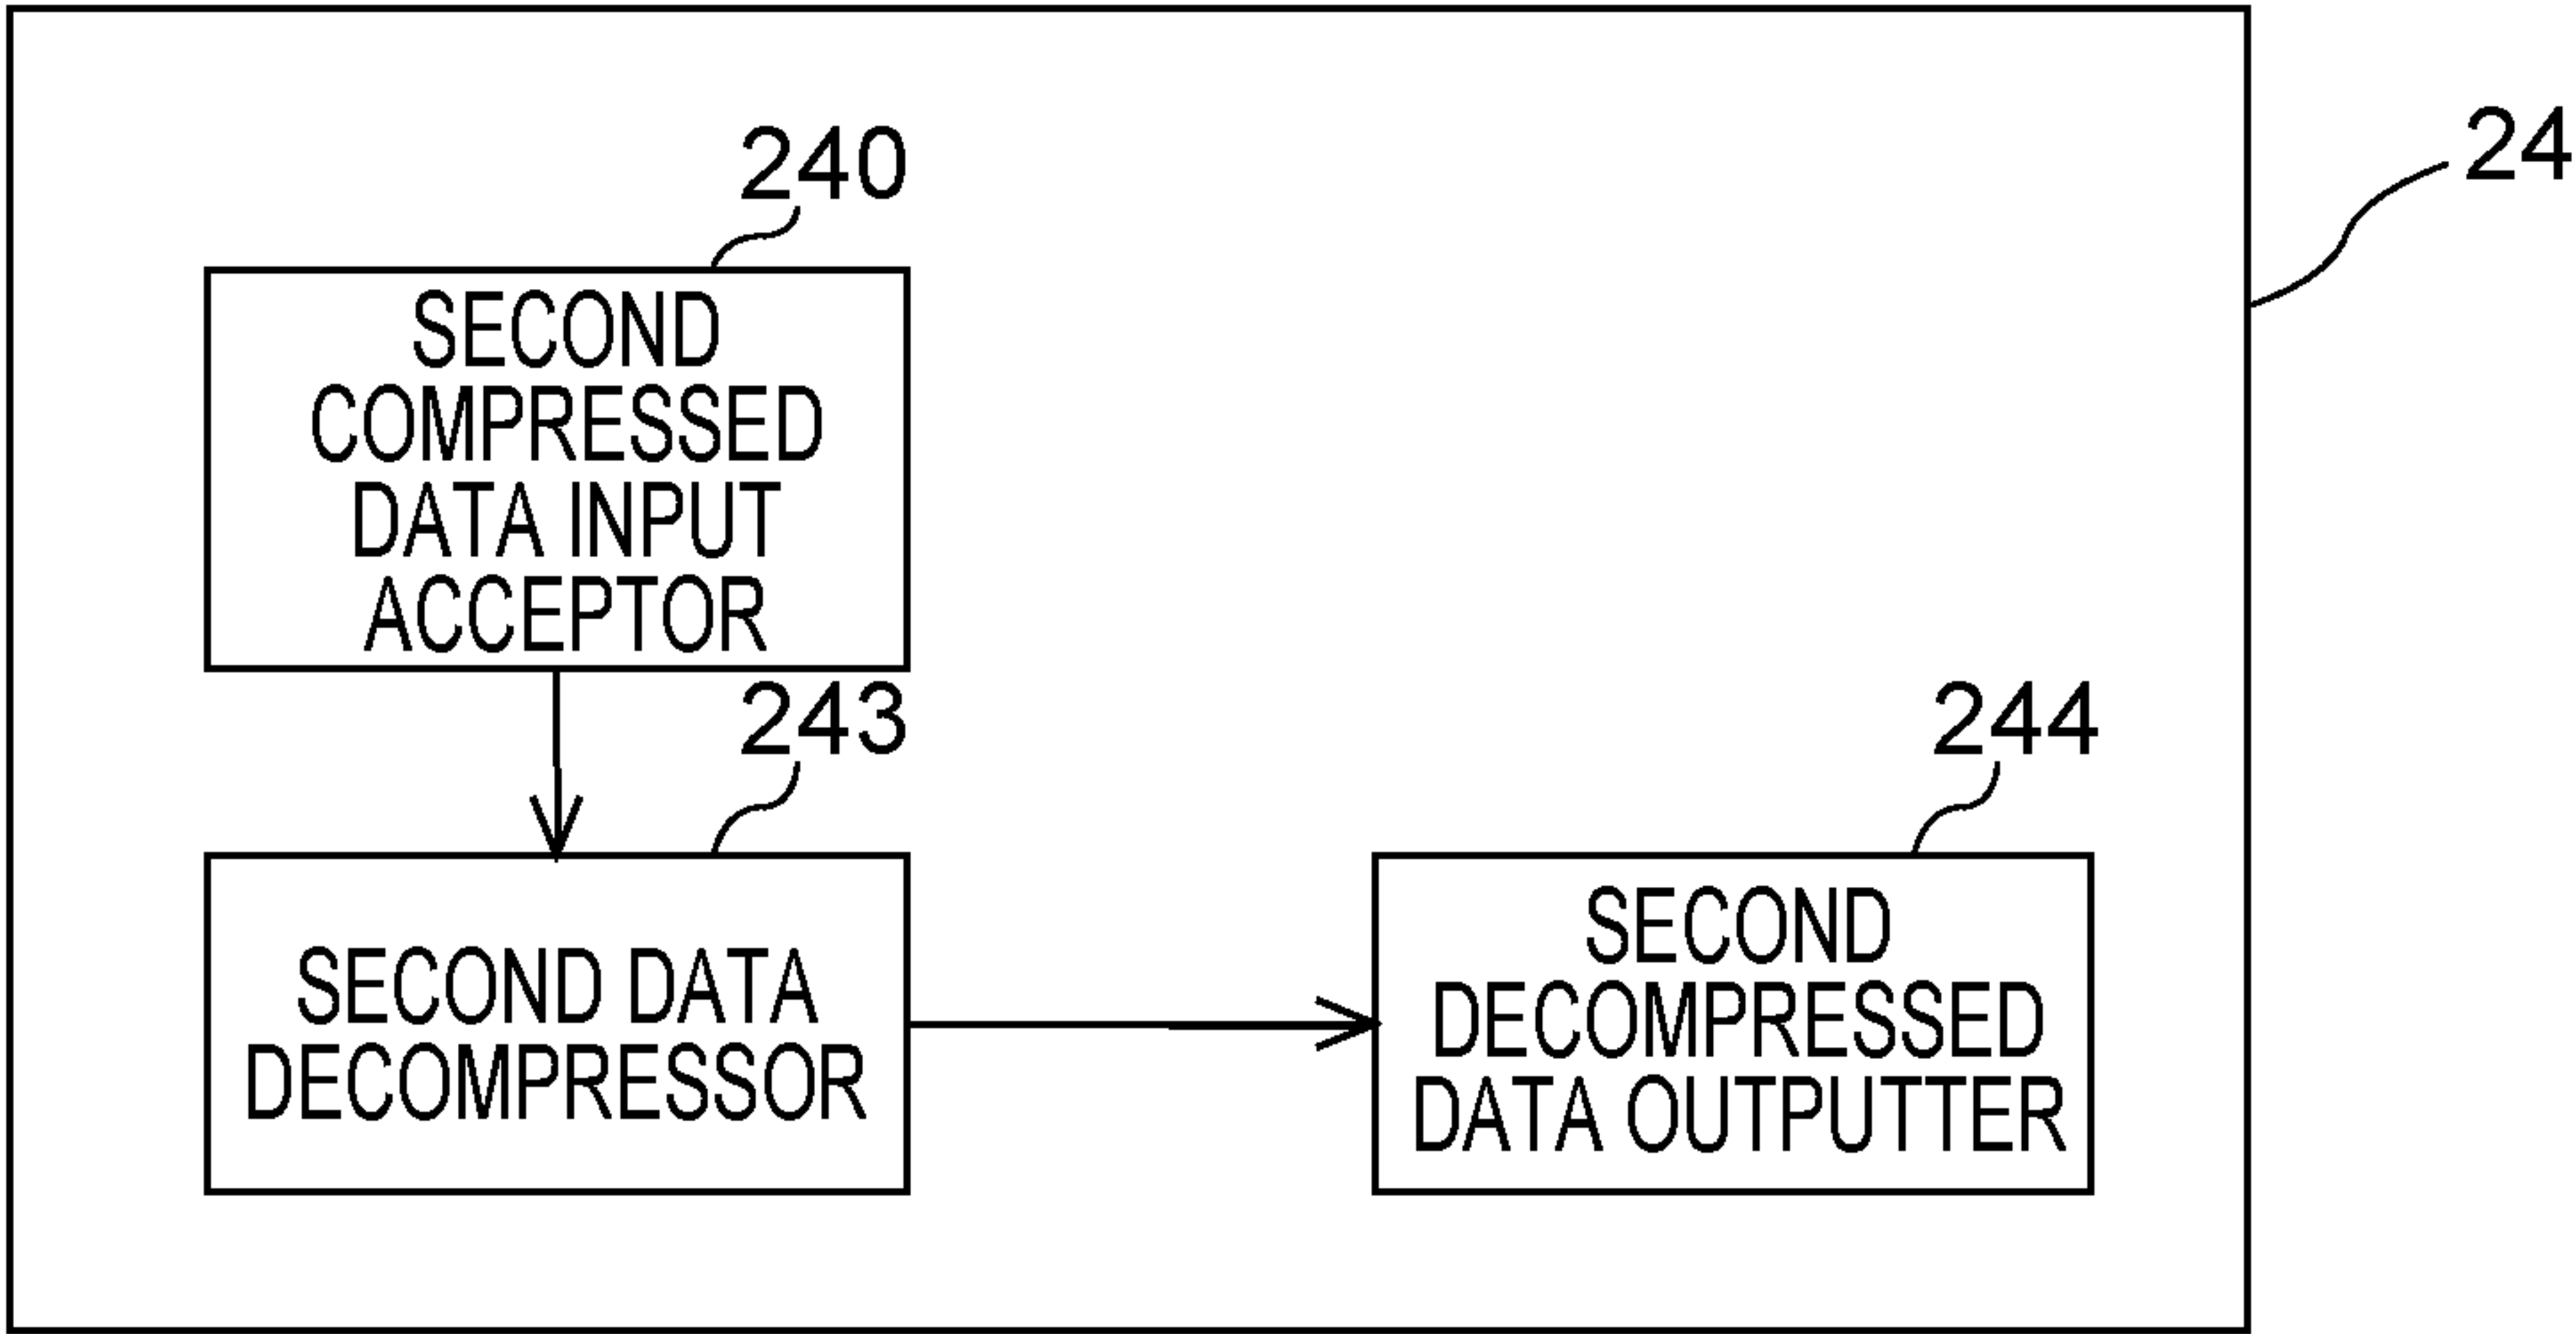 24
240
SECOND
COMPRESSED
DATA INPUT
ACCEPTOR
243
SECOND DATA
DECOMPRESSOR
244
SECOND
DECOMPRESSED
DATA OUTPUTTER